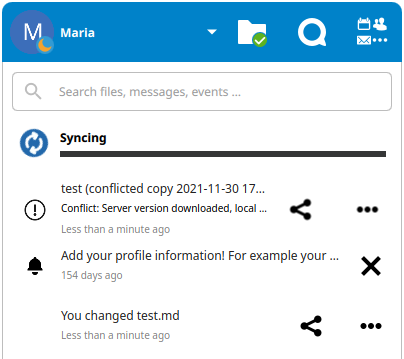 M
Maria
Search files, messages, events ...
Syncing
test (conflicted copy 2021-11-30 17...
Conflict: Server version downloaded, local ...
Less than a minute ago
Add your profile information! For example your ...
154 days ago
You changed test.md
Less than a minute ago